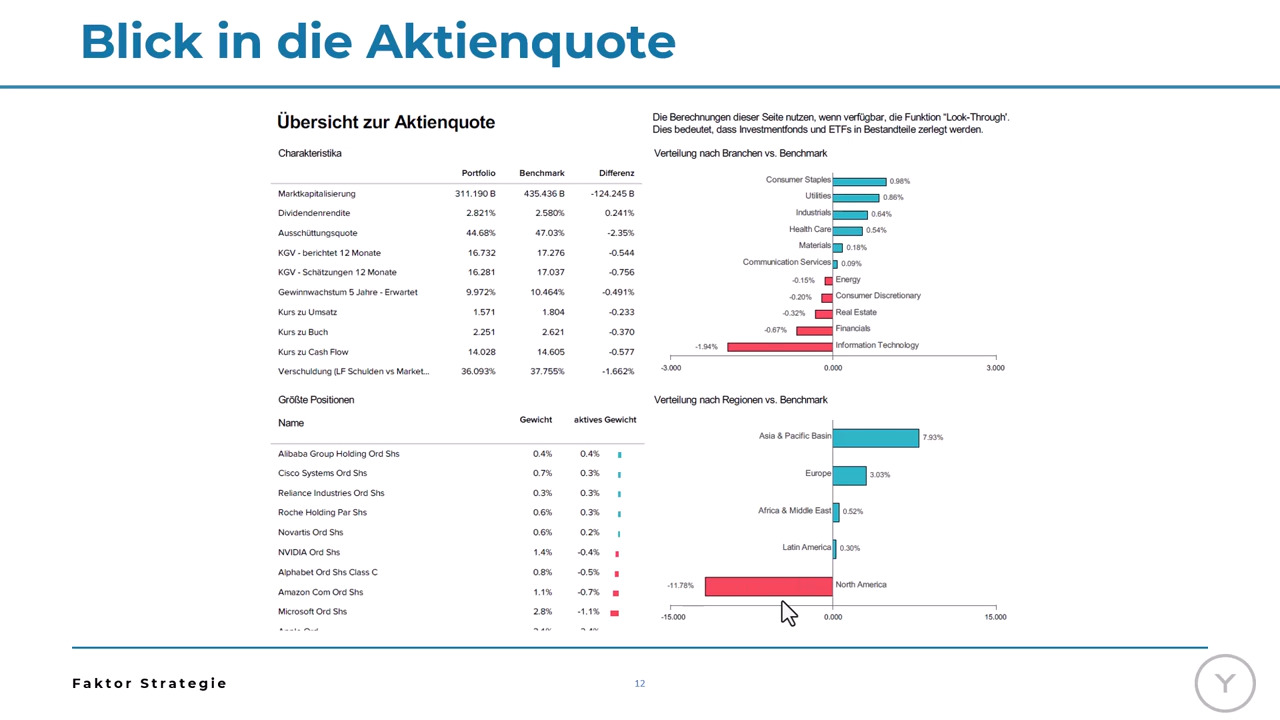 Blick in die Aktienquote
Übersicht zur Aktienquote
Charakteristika
Portfolio Benchmark Differenz
Marktkapitalisierung 311.190 B 435.436 B -124.245 B
Dividendenrendite 2.821% 2.580% 0.241%
Ausschüttungsquote 44.68% 47.03% -2.35%
KGV - berichtet 12 Monate 16.732 17.276 -0.544
KGV - Schätzungen 12 Monate 16.281 17.037 -0.756
Gewinnwachstum 5 Jahre - Erwartet 9.972% 10.464% -0.491%
Kurs zu Umsatz 1.571 1.804 -0.233
Kurs zu Buch 2.251 2.621 -0.370
Kurs zu Cash Flow 14.028 14.605 -0.577
Verschuldung (LF Schulden vs Market... 36.093% 37.755% -1.662%
Größte Positionen
Name Gewicht aktives Gewicht
Alibaba Group Holding Ord Shs 0.4% 0.4%
Cisco Systems Ord Shs 0.7% 0.3%
Reliance Industries Ord Shs 0.3% 0.3%
Roche Holding Par Shs 0.6% 0.3%
Novartis Ord Shs 0.6% 0.2%
NVIDIA Ord Shs 1.4% -0.4%
Alphabet Ord Shs Class C 0.8% -0.5%
Amazon Com Ord Shs 1.1% -0.7%
Microsoft Ord Shs 2.8% -1.1%
Die Berechnungen dieser Seite nutzen, wenn verfügbar, die Funktion "Look-Through'.
Dies bedeutet, dass Investmentfonds und ETFs in Bestandteile zerlegt werden.
Verteilung nach Branchen vs. Benchmark
Consumer Staples 0.98%
Utilities 0.86%
Industrials 0.64%
Health Care 0.54%
Materials 0.18%
Communication Services 0.09%
-0.15% Energy
-0.20% Consumer Discretionary
-0.32% Real Estate
-0.67% Financials
-1.94% Information Technology
-3.000 0.000 3.000
Verteilung nach Regionen vs. Benchmark
Asia & Pacific Basin 7.93%
Europe 3.03%
Africa & Middle East 0.52%
Latin America 0.30%
-11.78% North America
-15.000 0.000 15.000
Faktor Strategie
12
Y